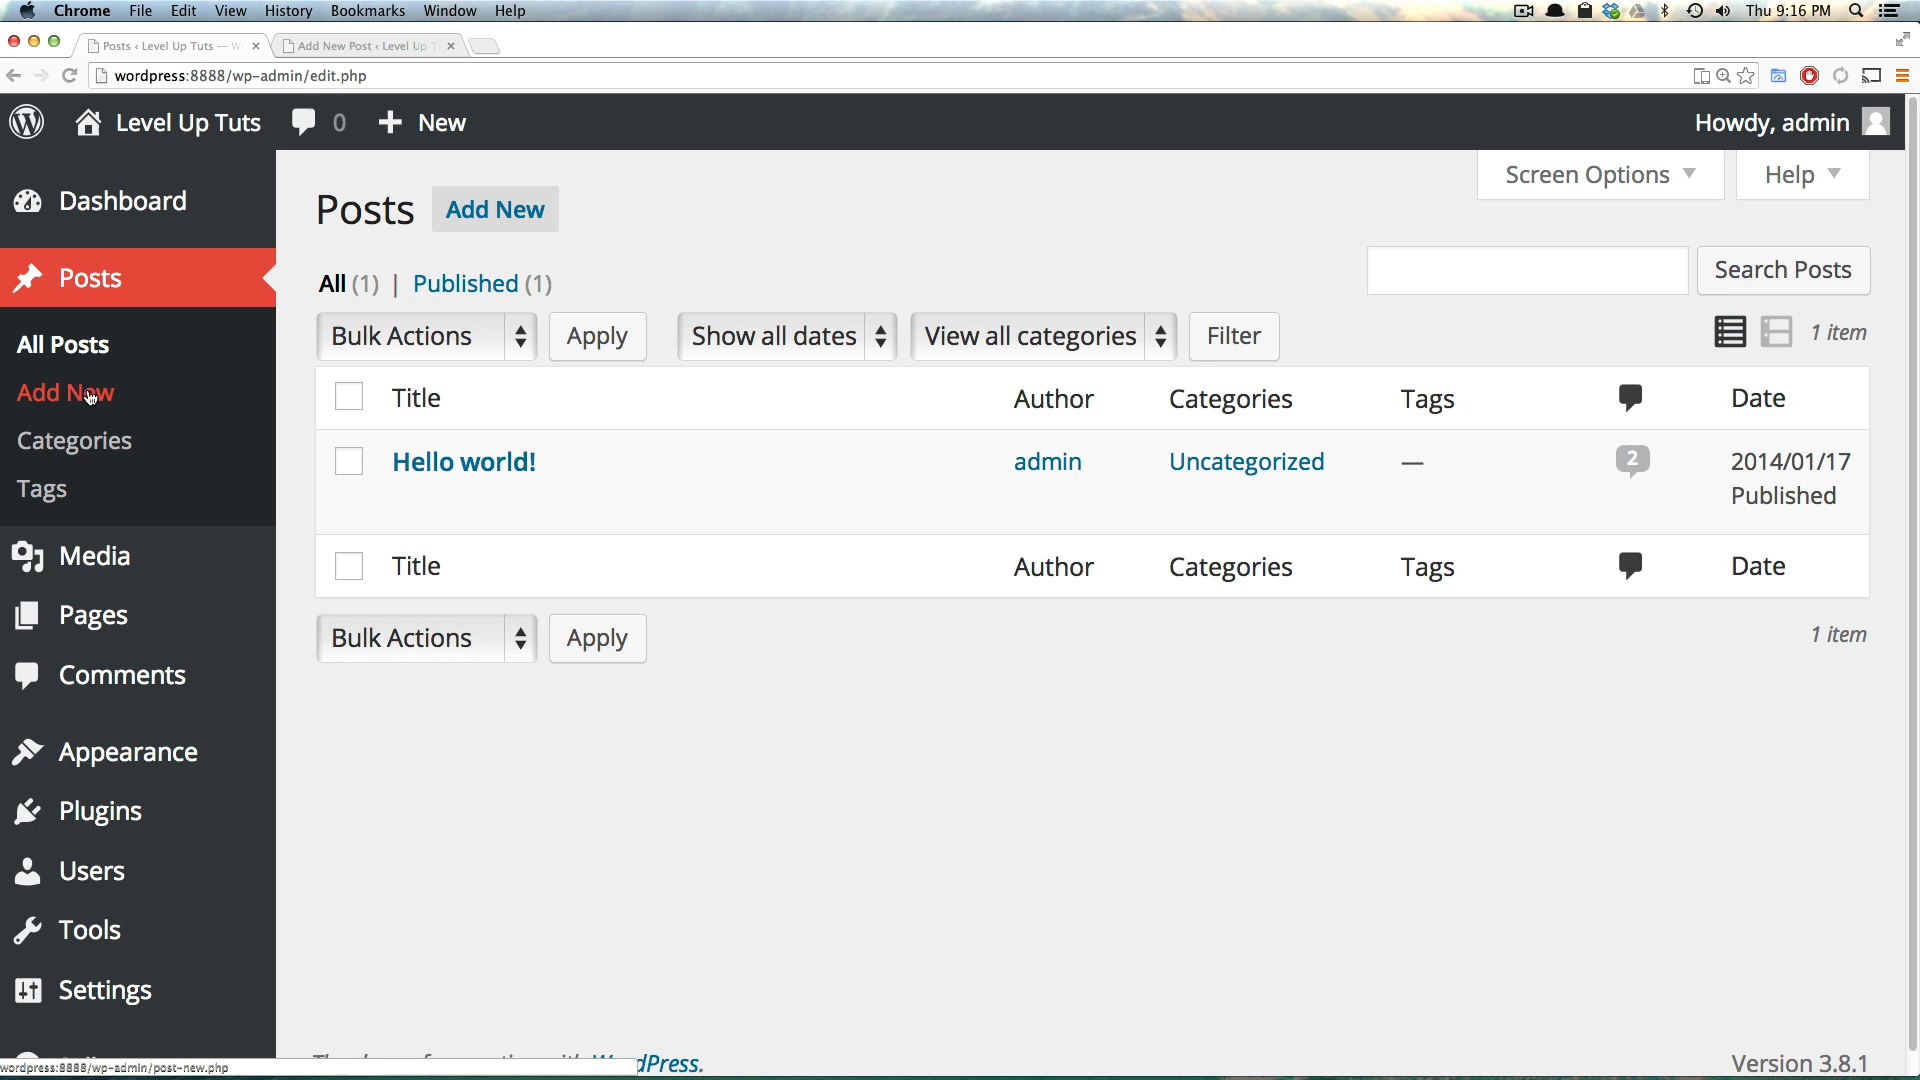 Chrome File Edit View History Bookmarks Window Help Thu 9:16 PM
Posts ‹ Level Up Tuts — Add New Post ‹ Level Up
wordpress:8888/wp-admin/edit.php
Level Up Tuts 0 New Howdy, admin
Screen Options Help
Dashboard
Posts Add New
Posts
All (1) | Published (1) Search Posts
Bulk Actions Apply Show all dates View all categories Filter 1 item
All Posts
Add New
Categories
Tags
Title Author Categories Tags Date
Hello world! admin Uncategorized — 2 2014/01/17
Published
Title Author Categories Tags Date
Bulk Actions Apply 1 item
Media
Pages
Comments
Appearance
Plugins
Users
Tools
Settings
dPress. Version 3.8.1
wordpress:8888/wp-admin/post-new.php